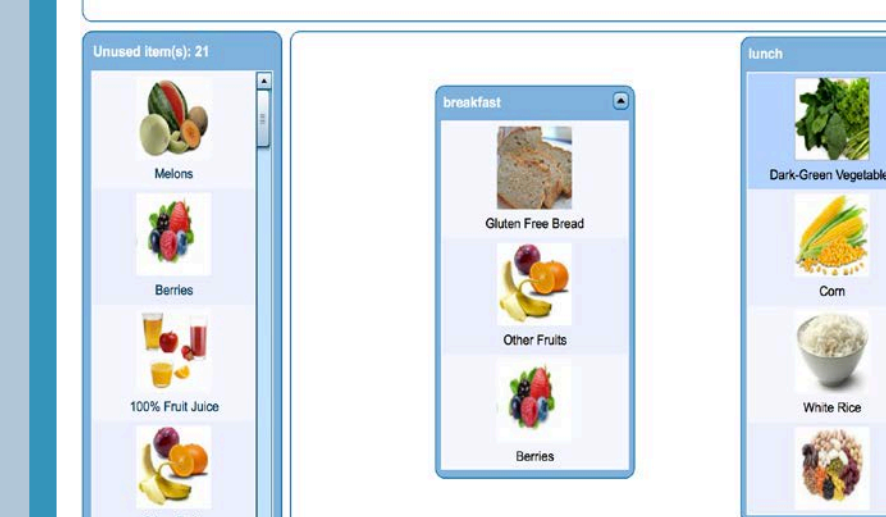 Unused item(s): 21
Melons
Berries
100% Fruit Juice
breakfast
Gluten Free Bread
Other Fruits
Berries
lunch
Dark-Green Vegetable
Corn
White Rice